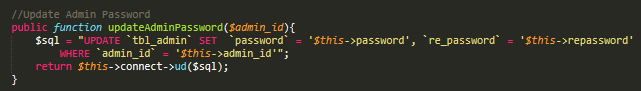 //Update Admin Password
public function updateAdminPassword($admin_id){
$sql = "UPDATE `tbl_admin` SET  `password` = '$this->password', `re_password` = '$this->repassword'
WHERE `admin_id` = '$this->admin_id'";
return $this->connect->ud($sql);
}